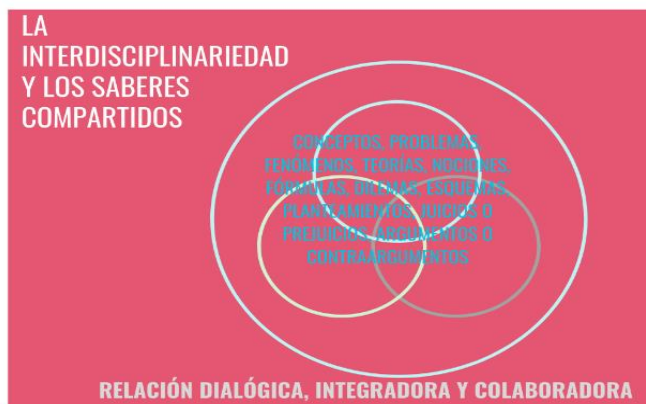 LA
INTERDISCIPLINARIEDAD
Y LOS SABERES
COMPARTIDOS
CONCEPTOS, PROBLEMAS,
FENÓMENOS, TEORÍAS, NOCIONES,
FÓRMULAS, DILEMAS, ESQUEMAS,
PLANTEAMIENTOS, JUICIOS O
PREJUICIOS, ARGUMENTOS O
CONTRAARGUMENTOS
RELACIÓN DIALÓGICA, INTEGRADORA Y COLABORADORA